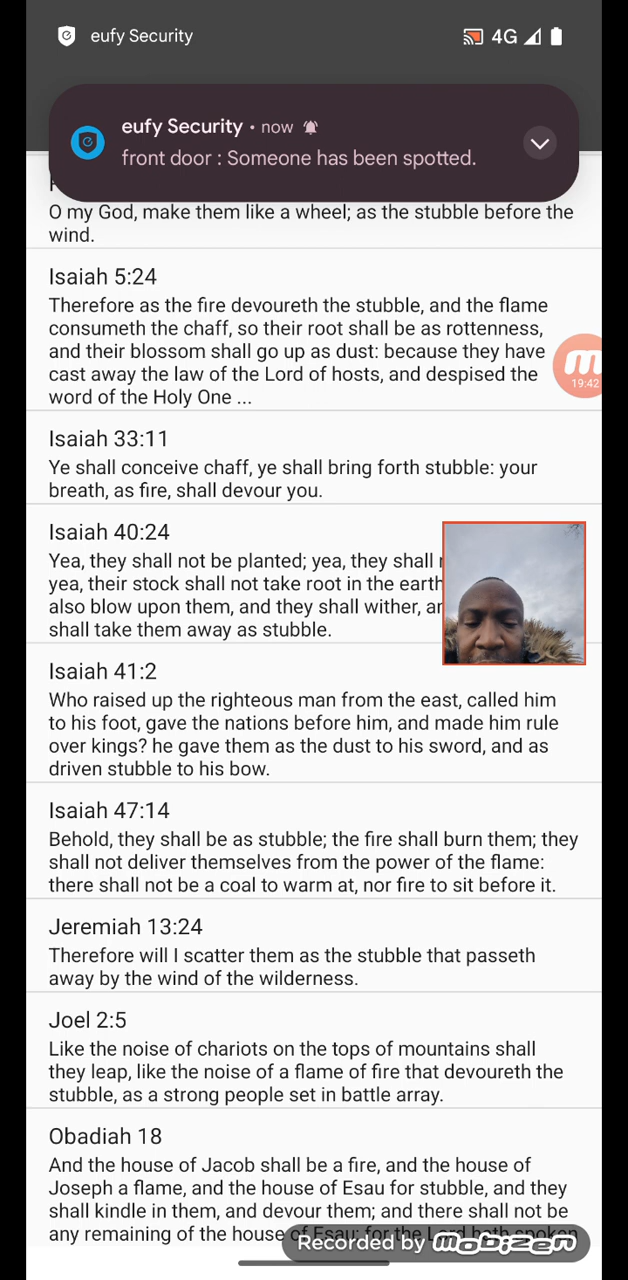 eufy Security
4G
eufy Security • now
front door : Someone has been spotted.
O my God, make them like a wheel; as the stubble before the
wind.
Isaiah 5:24
Therefore as the fire devoureth the stubble, and the flame
consumeth the chaff, so their root shall be as rottenness,
and their blossom shall go up as dust: because they have
cast away the law of the Lord of hosts, and despised the
word of the Holy One ...
19:42
Isaiah 33:11
Ye shall conceive chaff, ye shall bring forth stubble: your
breath, as fire, shall devour you.
Isaiah 40:24
Yea, they shall not be planted; yea, they shall
yea, their stock shall not take root in the earth
also blow upon them, and they shall wither,
shall take them away as stubble.
Isaiah 41:2
Who raised up the righteous man from the east, called him
to his foot, gave the nations before him, and made him rule
over kings? he gave them as the dust to his sword, and as
driven stubble to his bow.
Isaiah 47:14
Behold, they shall be as stubble; the fire shall burn them; they
shall not deliver themselves from the power of the flame:
there shall not be a coal to warm at, nor fire to sit before it.
Jeremiah 13:24
Therefore will I scatter them as the stubble that passeth
away by the wind of the wilderness.
Joel 2:5
Like the noise of chariots on the tops of mountains shall
they leap, like the noise of a flame of fire that devoureth the
stubble, as a strong people set in battle array.
Obadiah 18
And the house of Jacob shall be a fire, and the house of
Joseph a flame, and the house of Esau for stubble, and they
shall kindle in them, and devour them; and there shall not be
any remaining of the house of Esau; for the Lord hath spoken
Recorded by mobizen